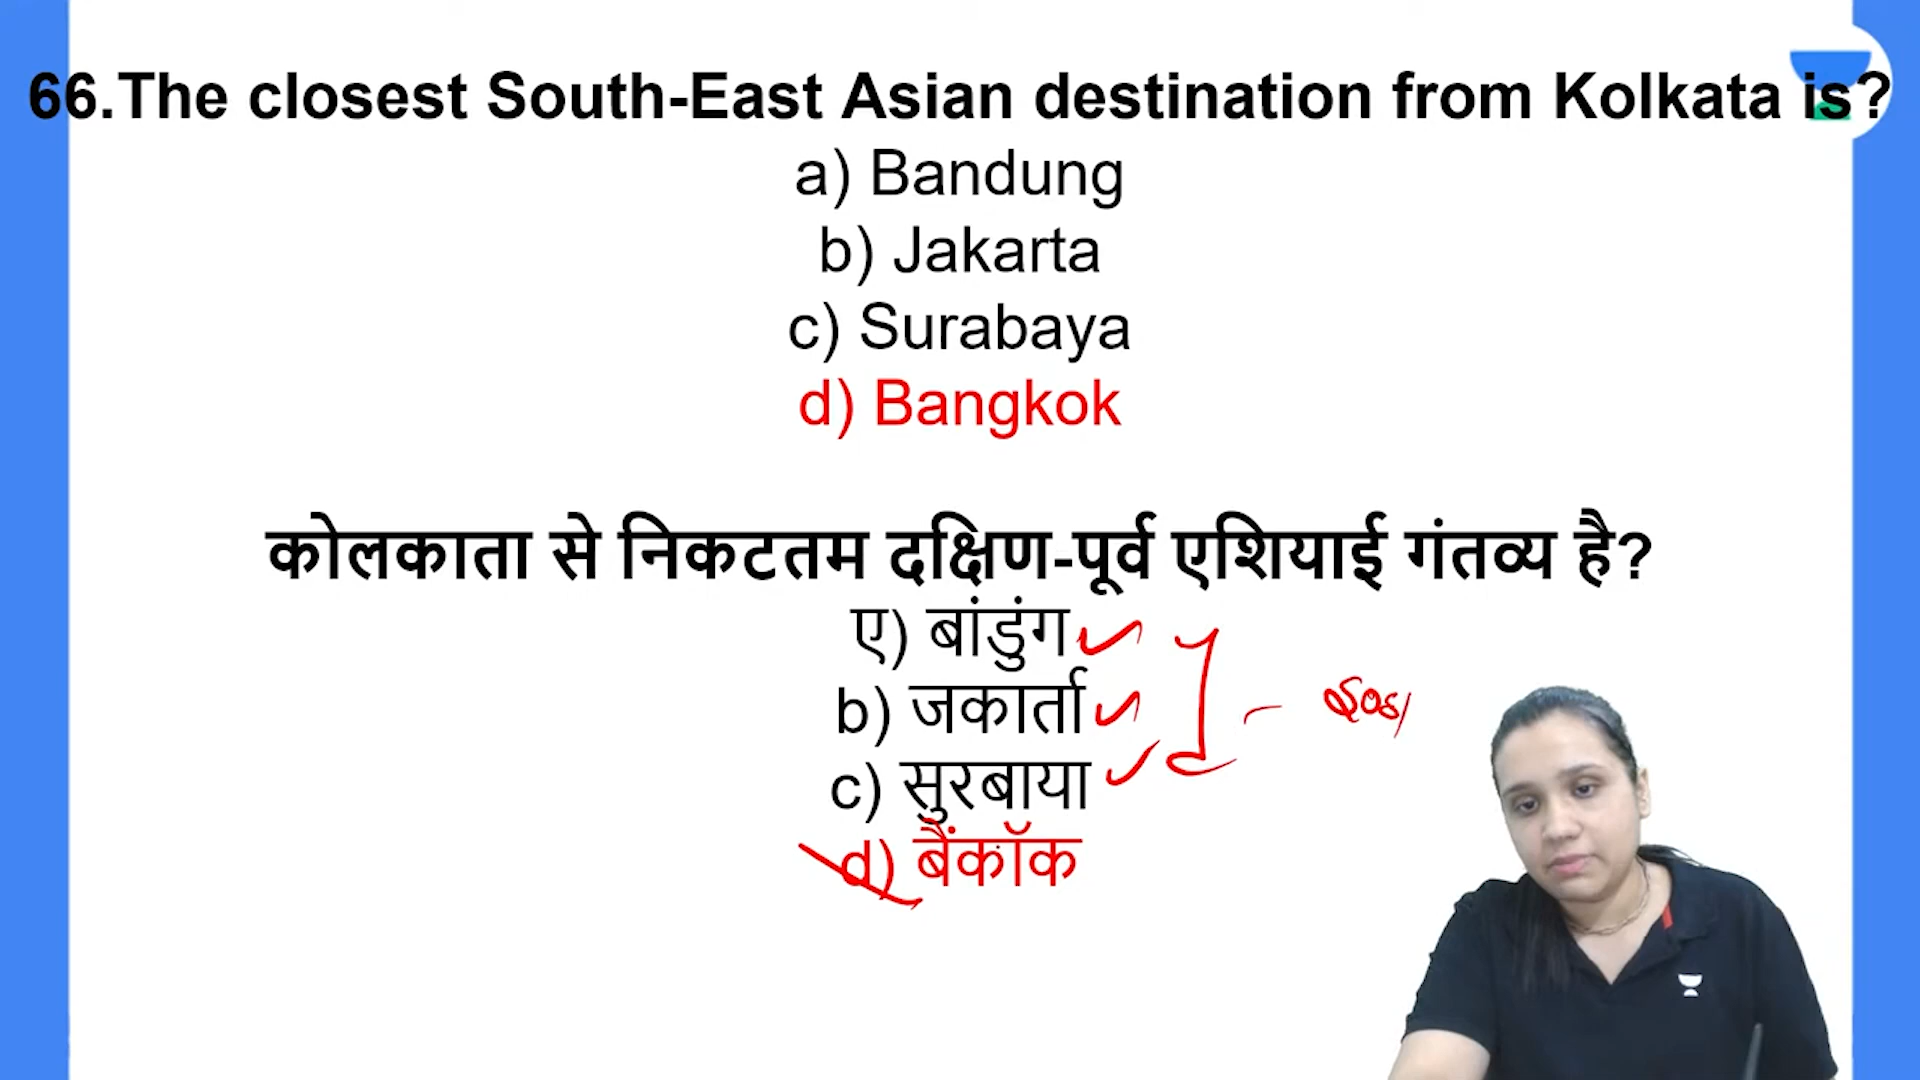 66.The closest South-East Asian destination from Kolkata is?
a) Bandung
b) Jakarta
c) Surabaya
d) Bangkok
कोलकाता से निकटतम दक्षिण-पूर्व एशियाई गंतव्य है?
ए) बांडुंग
b) जकार्ता
c) सुरबाया
d) बैंकॉक